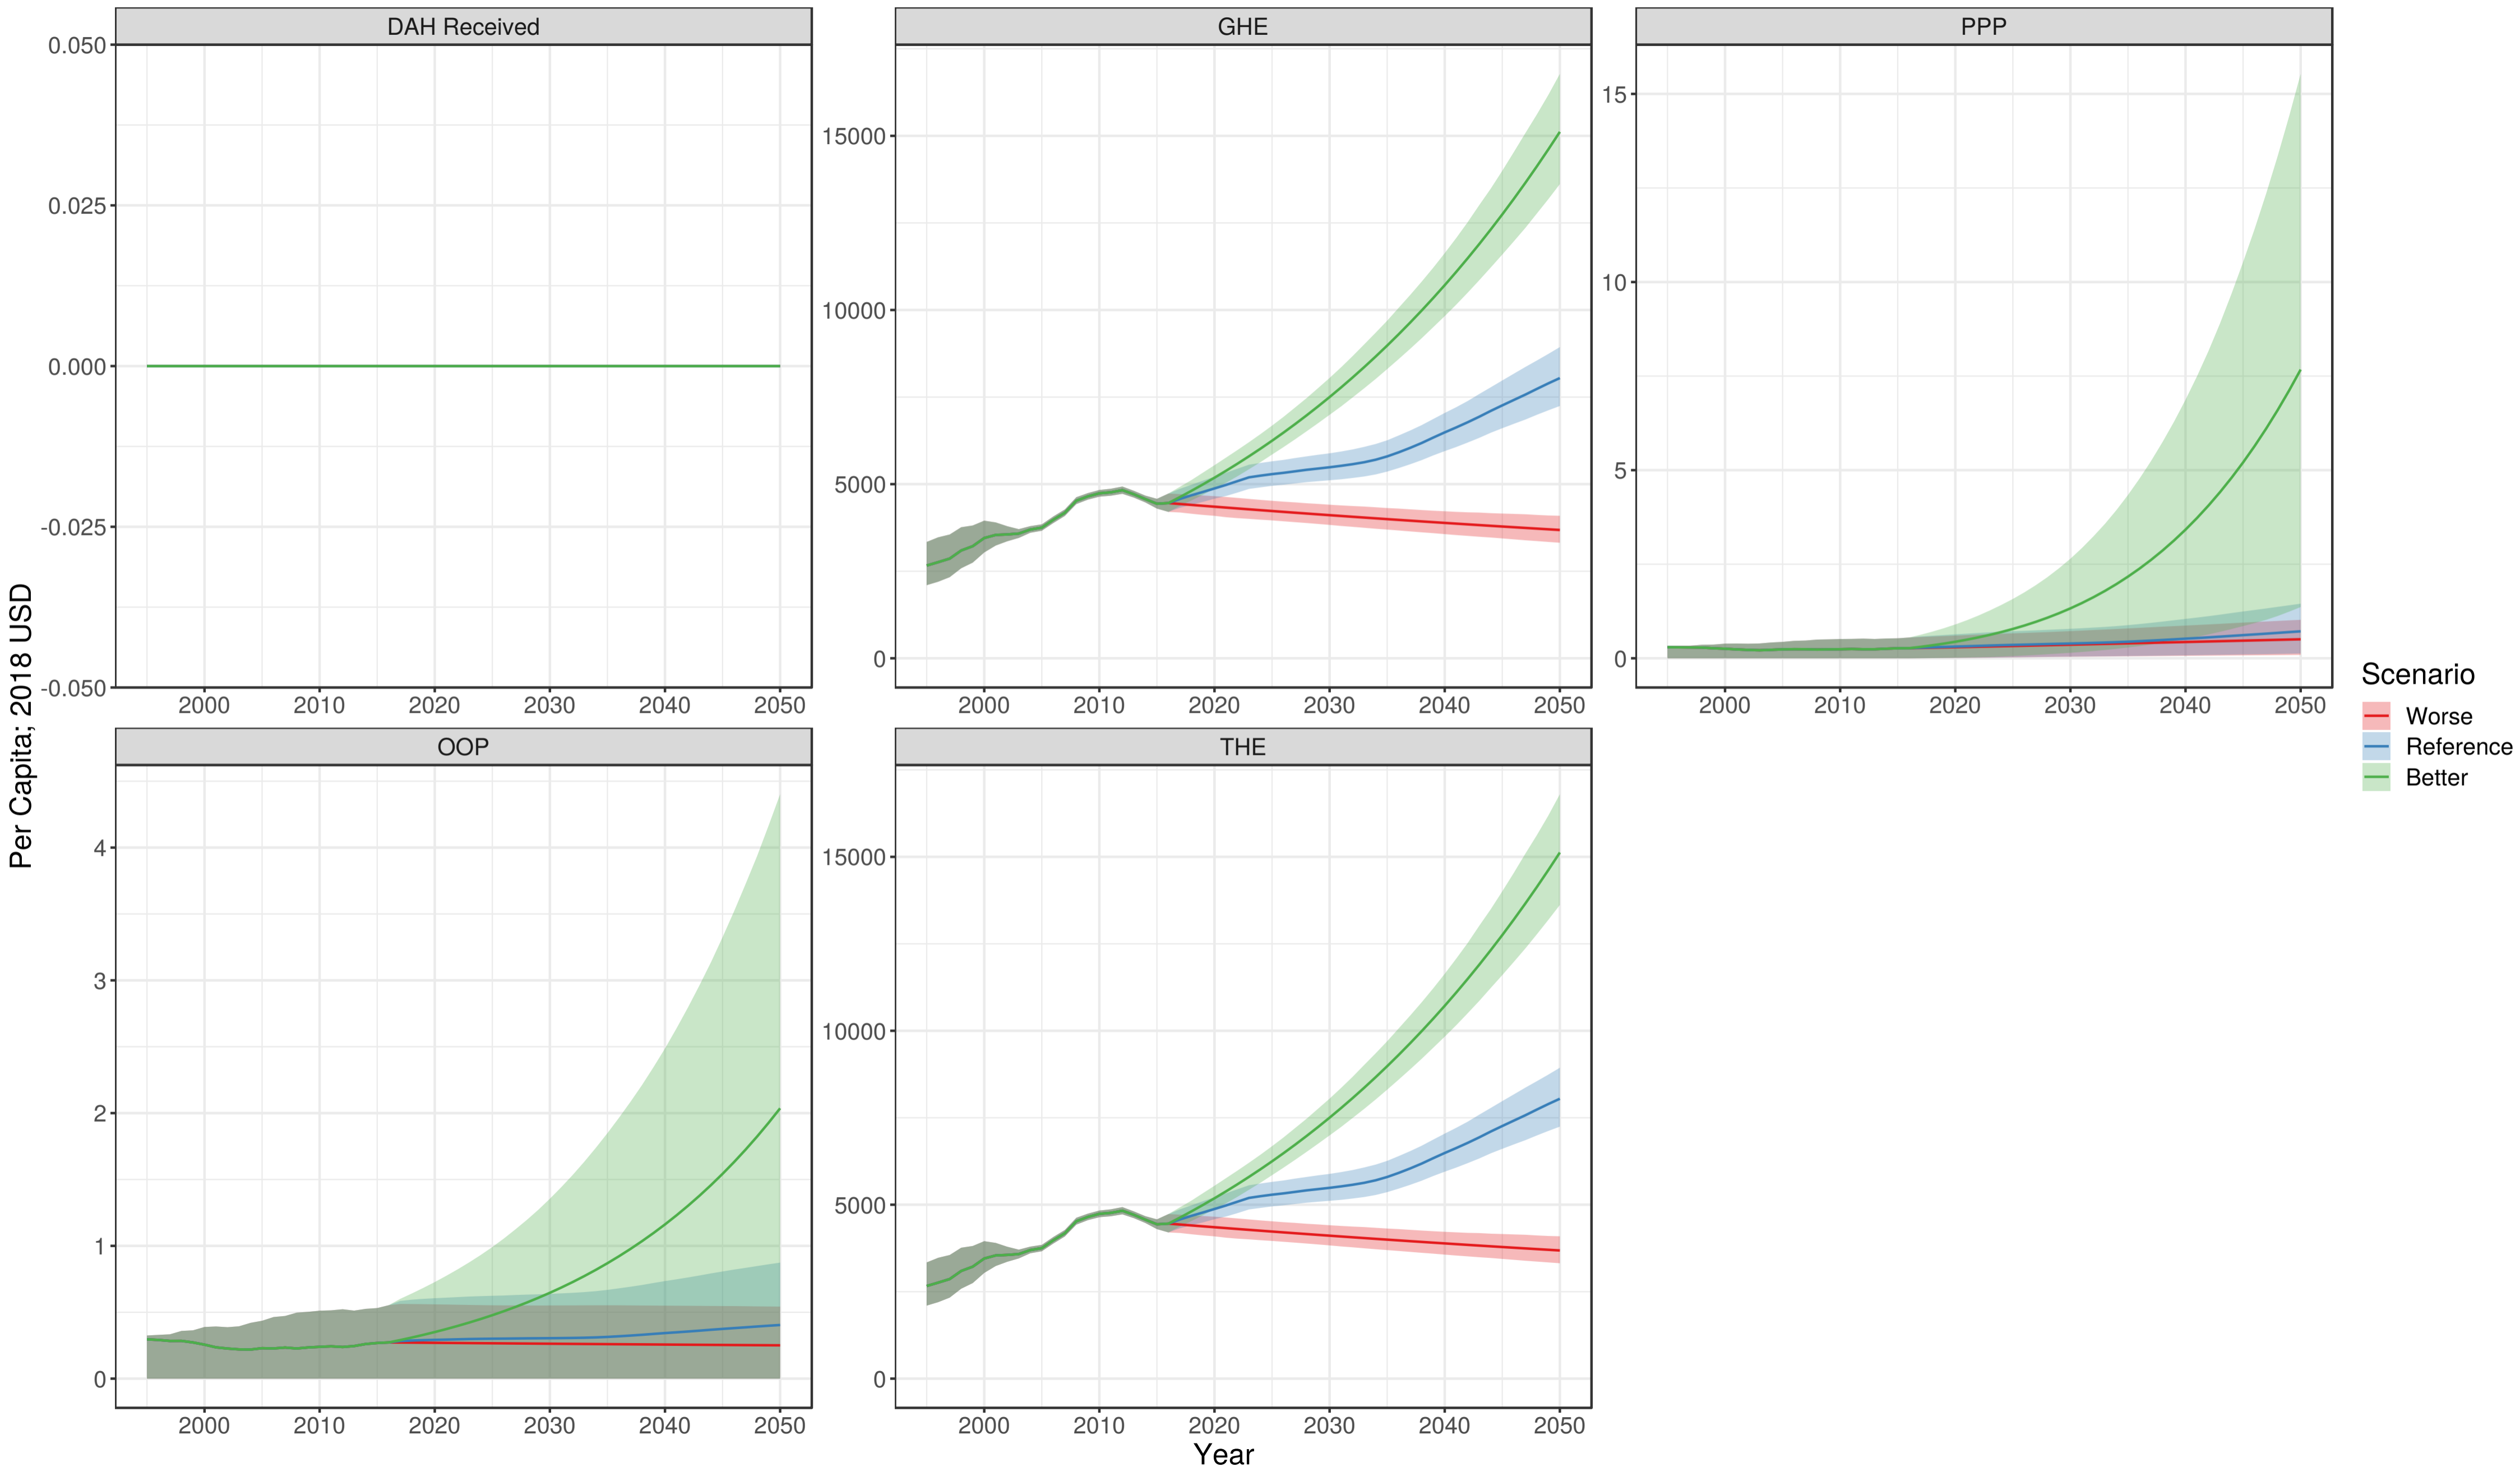 DAH Received
GHE
PPP
0.050
0.025
0.000
-0.025
-0.050
2000 2010 2020 2030 2040 2050
15000
10000
5000
0
2000 2010 2020 2030 2040 2050
15
10
5
0
2000 2010 2020 2030 2040 2050
OOP
THE
4
3
2
1
0
2000 2010 2020 2030 2040 2050
15000
10000
5000
0
2000 2010 2020 2030 2040 2050
Per Capita; 2018 USD
Year
Scenario
Worse
Reference
Better